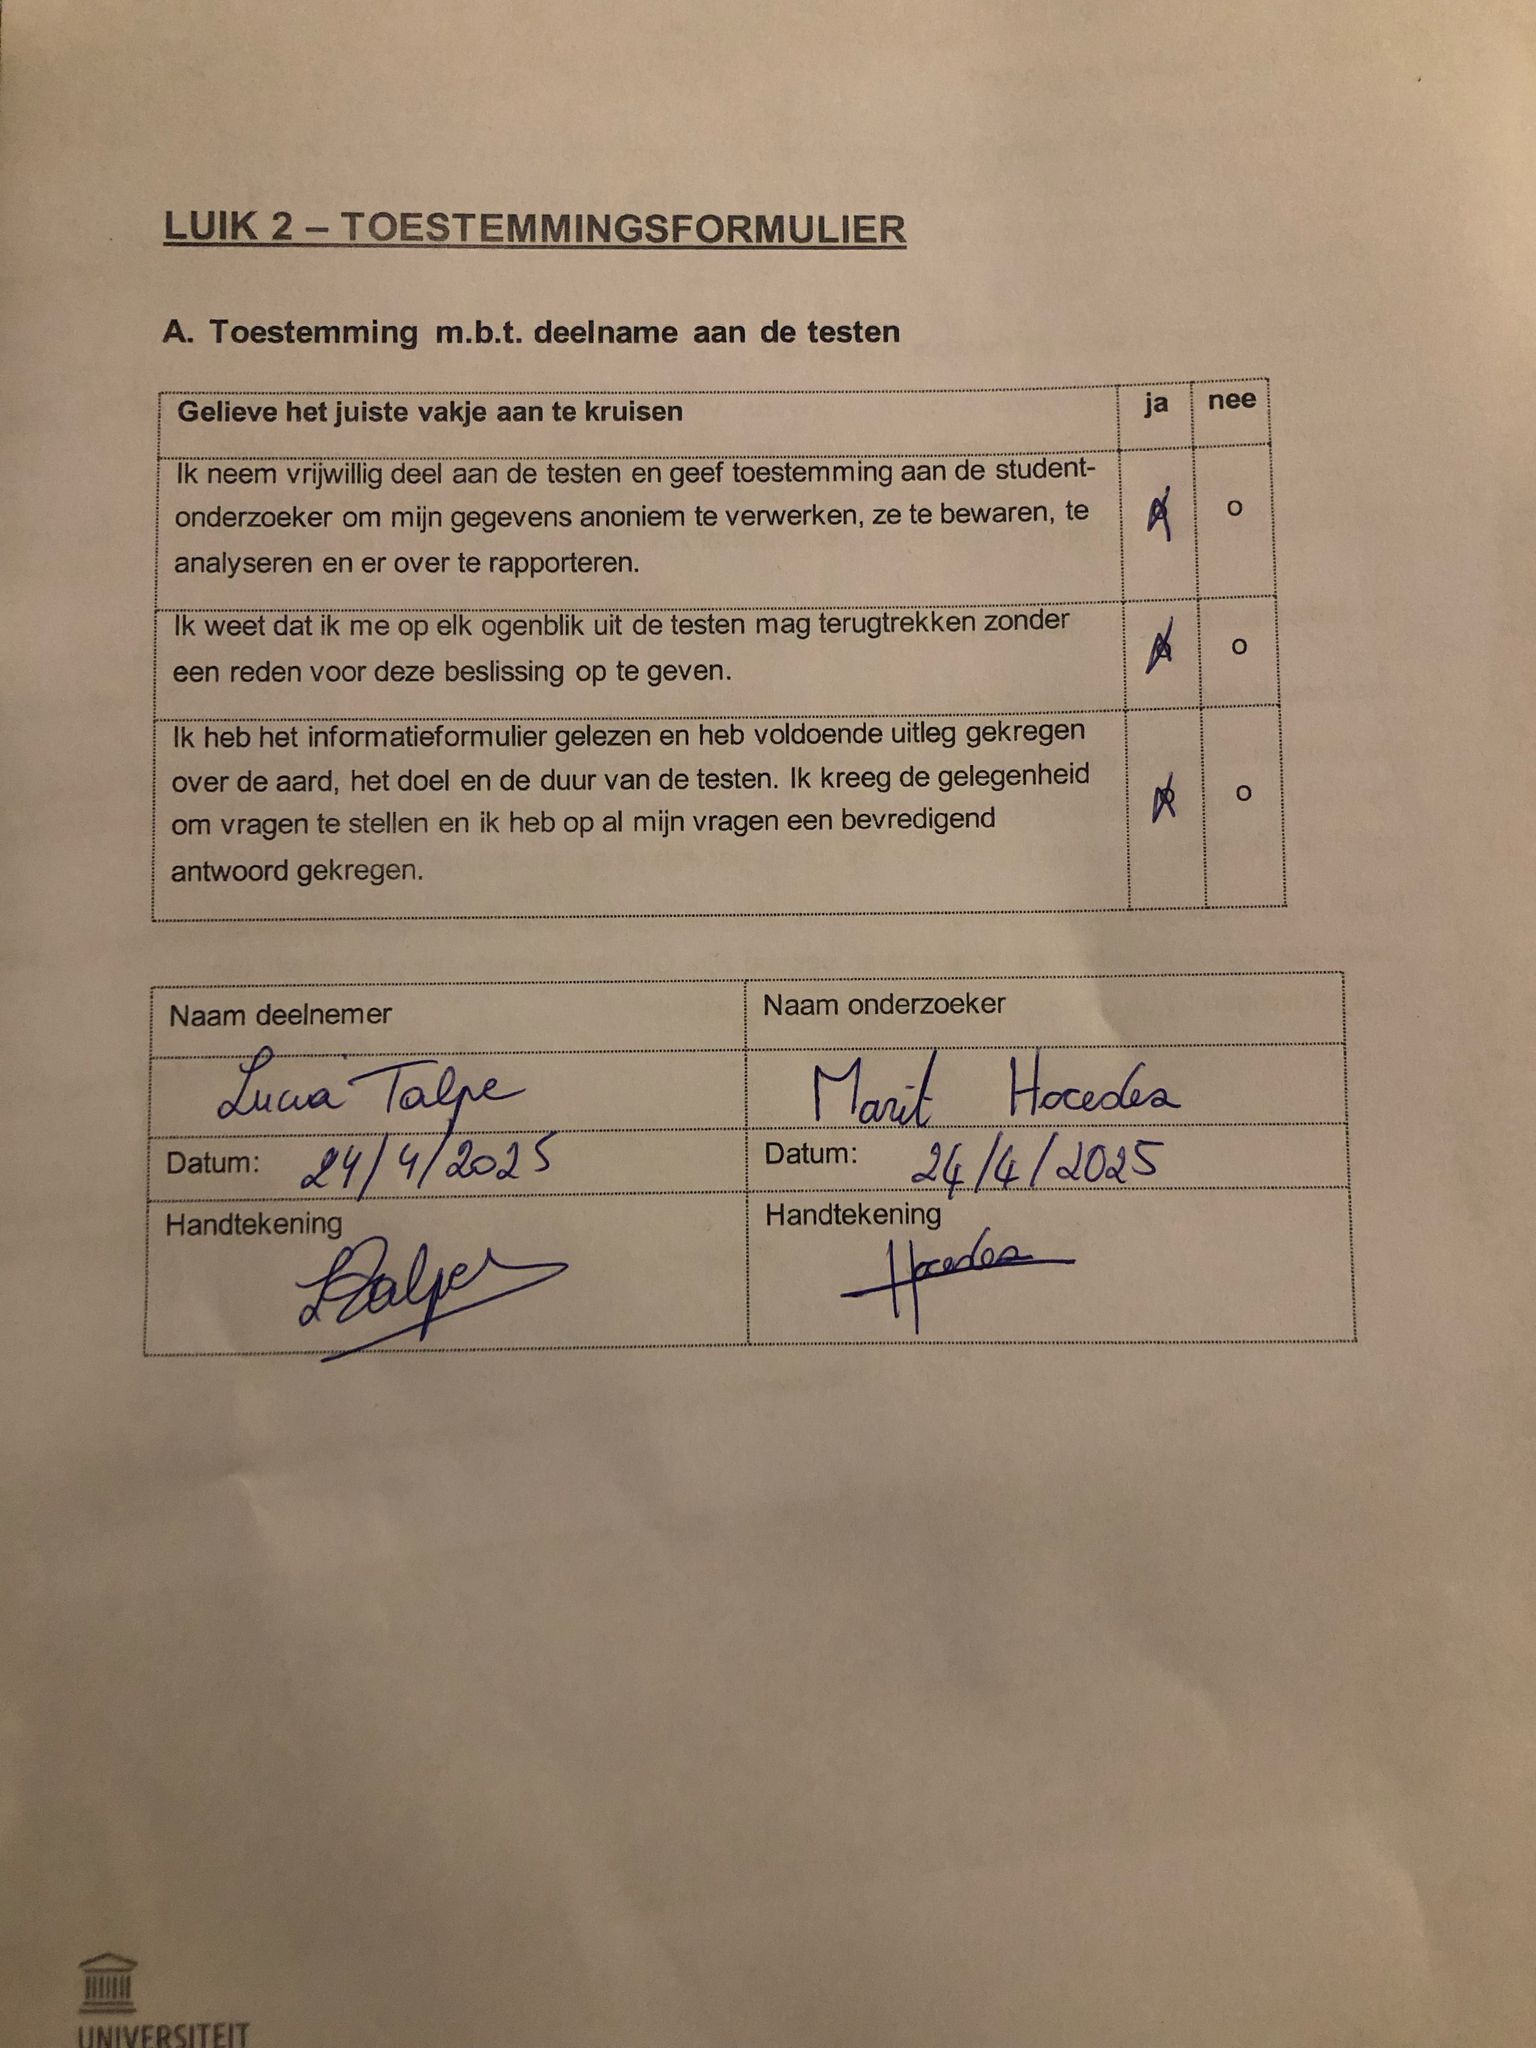 LUIK 2 – TOESTEMMINGSFORMULIER
A. Toestemming m.b.t. deelname aan de testen
Gelieve het juiste vakje aan te kruisen ja nee
Ik neem vrijwillig deel aan de testen en geef toestemming aan de student-
onderzoeker om mijn gegevens anoniem te verwerken, ze te bewaren, te
analyseren en er over te rapporteren.
o
Ik weet dat ik me op elk ogenblik uit de testen mag terugtrekken zonder
een reden voor deze beslissing op te geven.
o
Ik heb het informatieformulier gelezen en heb voldoende uitleg gekregen
over de aard, het doel en de duur van de testen. Ik kreeg de gelegenheid
om vragen te stellen en ik heb op al mijn vragen een bevredigend
antwoord gekregen.
o
Naam deelnemer Naam onderzoeker
Lucia Talpe Marit Hocedez
Datum: 24/4/2025 Datum: 24/4/2025
Handtekening Handtekening
LTalpe Hocedez
UNIVERSITEIT